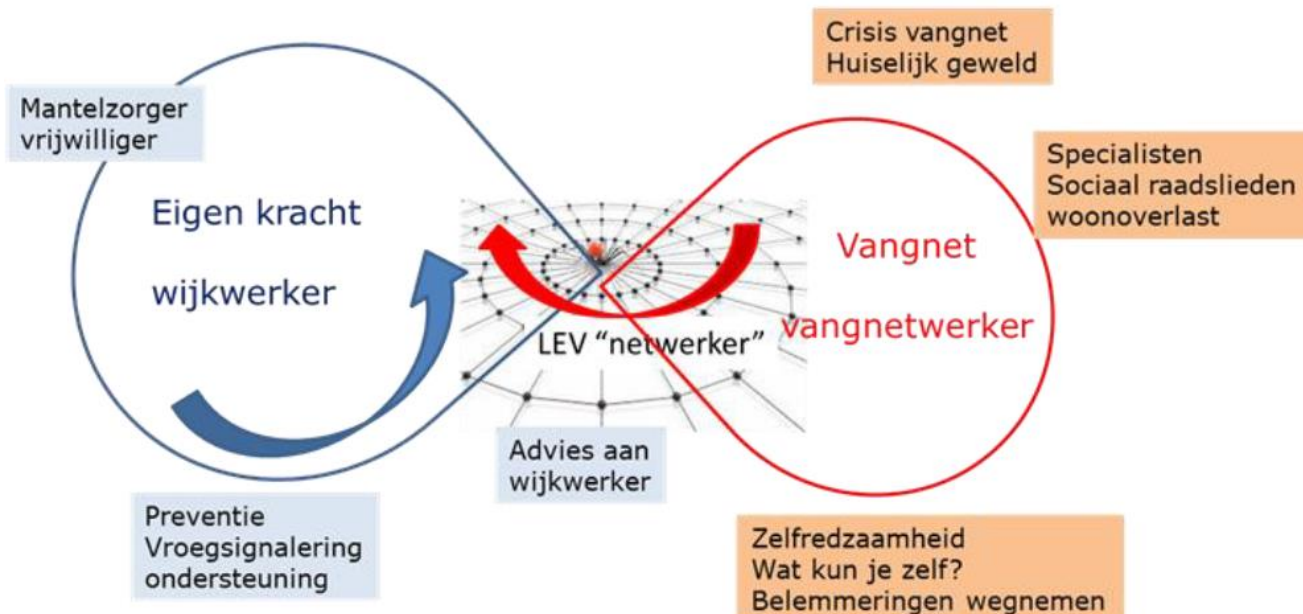 Crisis vangnet
Huiselijk geweld
Mantelzorger
vrijwilliger
Specialisten
Sociaal raadslieden
woonoverlast
Eigen kracht
wijkwerker
Vangnet
vangnetwerker
LEV “netwerker”
Advies aan
wijkwerker
Preventie
Vroegsignalering
ondersteuning
Zelfredzaamheid
Wat kun je zelf?
Belemmeringen wegnemen